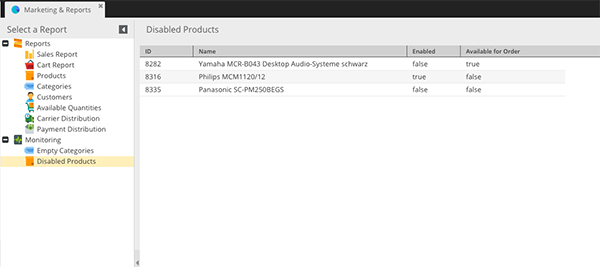 Marketing & Reports
Select a Report
Reports
Sales Report
Cart Report
Products
Categories
Customers
Available Quantities
Carrier Distribution
Payment Distribution
Monitoring
Empty Categories
Disabled Products
Disabled Products
ID Name Enabled Available for Order
8282 Yamaha MCR-B043 Desktop Audio-Systeme schwarz false true
8316 Philips MCM1120/12 true false
8335 Panasonic SC-PM250BEGS false false